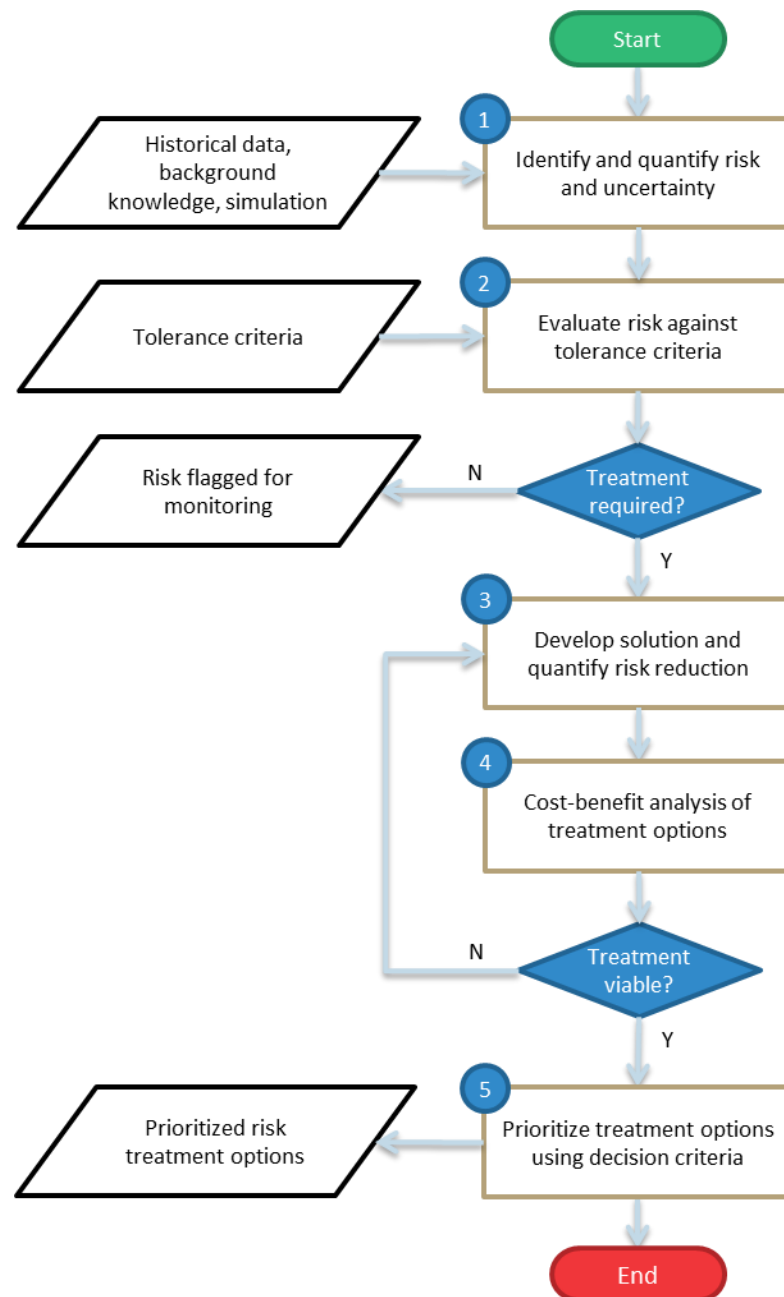 Start
1
Historical data,
background
knowledge, simulation
Identify and quantify risk
and uncertainty
2
Tolerance criteria
Evaluate risk against
tolerance criteria
Risk flagged for
monitoring
N
Treatment
required?
Y
3
Develop solution and
quantify risk reduction
4
Cost-benefit analysis of
treatment options
N
Treatment
viable?
Y
5
Prioritized risk
treatment options
Prioritize treatment options
using decision criteria
End